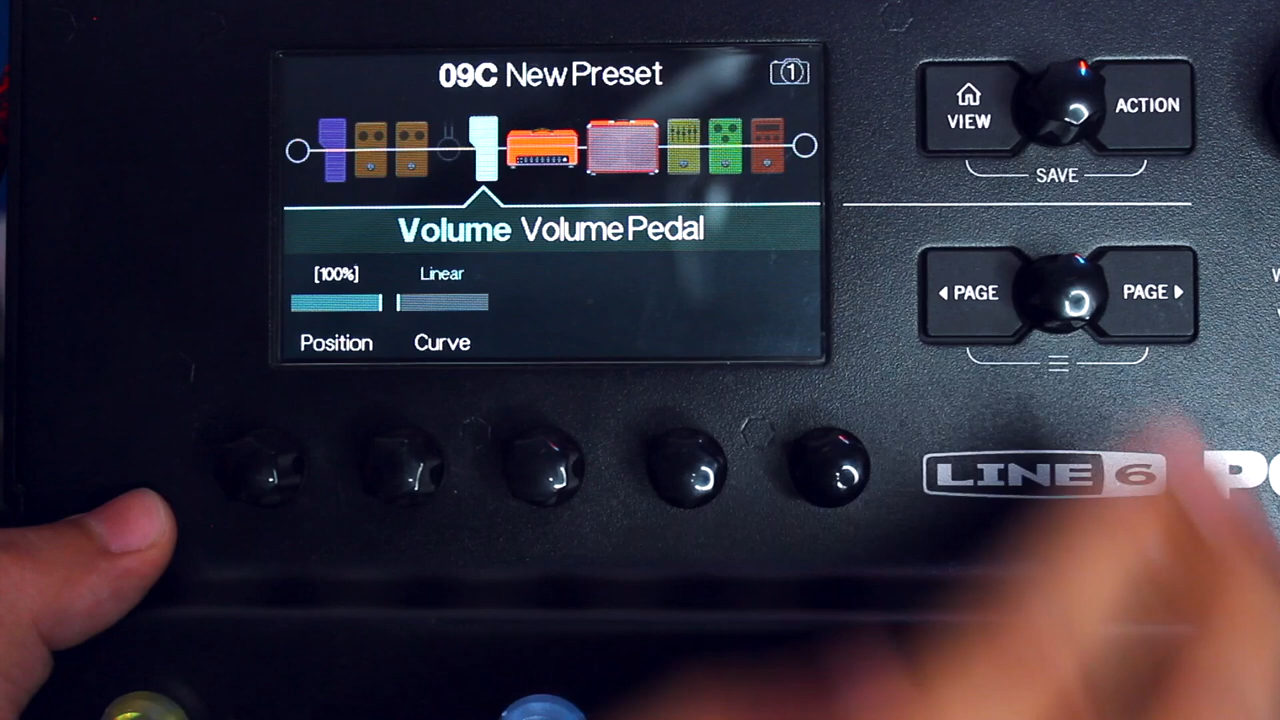 09C New Preset
1
Volume Volume Pedal
[100%] Linear
Position Curve
VIEW
ACTION
SAVE
PAGE
PAGE
LINE 6